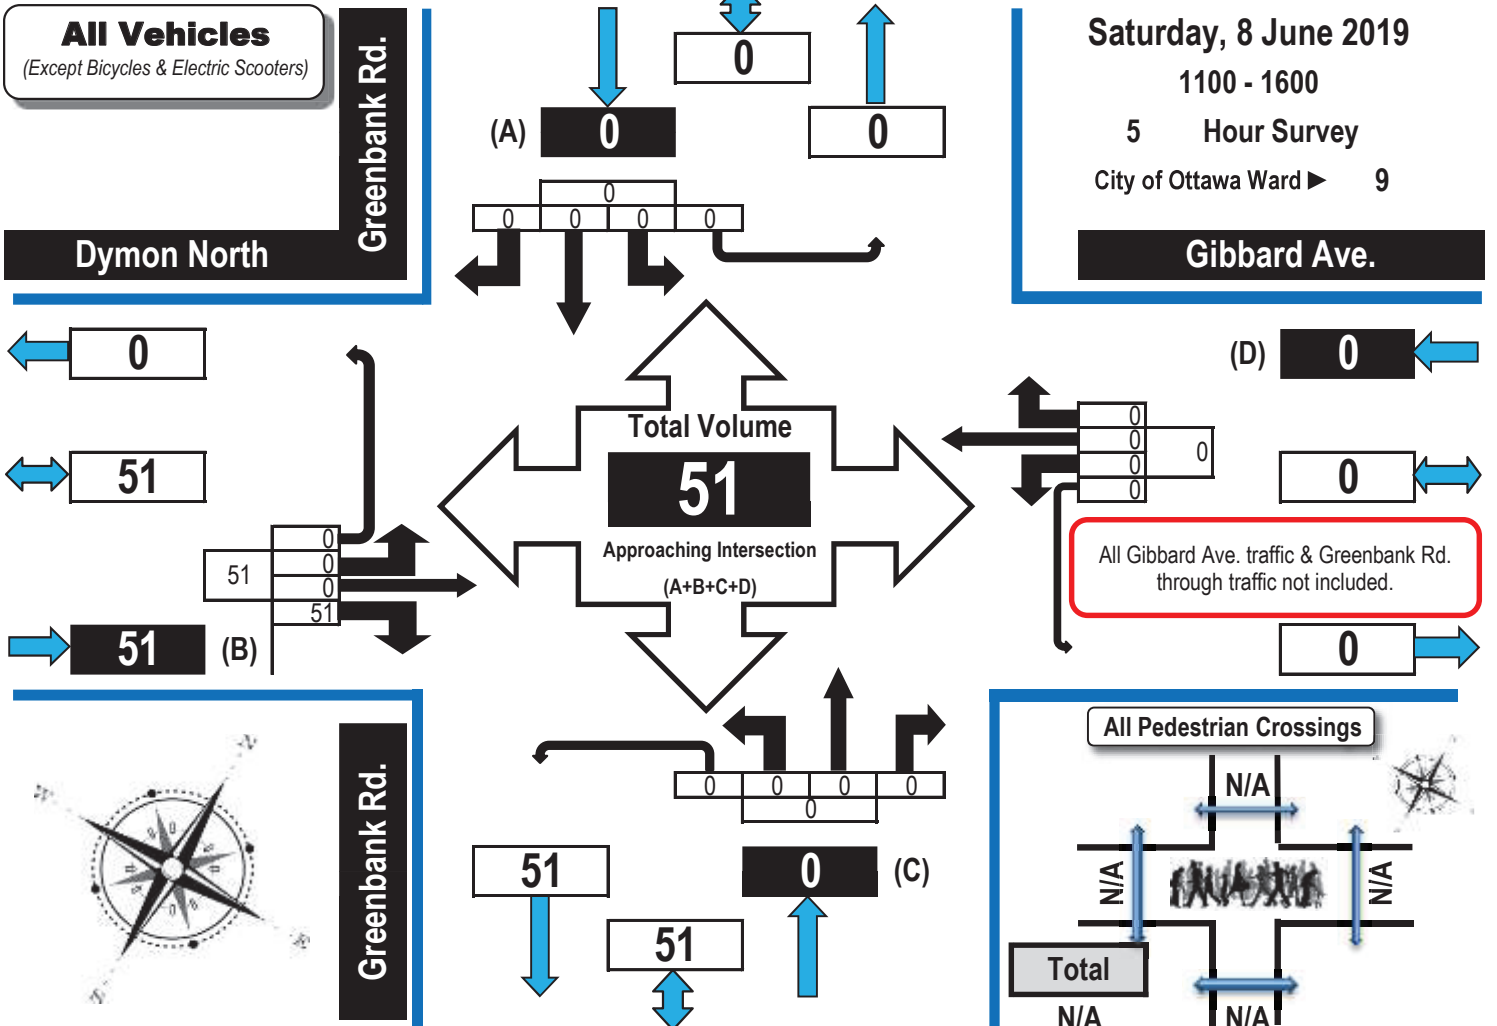 All Vehicles
(Except Bicycles & Electric Scooters)
Greenbank Rd.
Dymon North
0
(A) 0
0
0
0 0 0 0
Saturday, 8 June 2019
1100 - 1600
5 Hour Survey
City of Ottawa Ward ► 9
Gibbard Ave.
0
51
0
0
51
0
51
51 (B)
Total Volume
51
Approaching Intersection
(A+B+C+D)
(D) 0
0
0
0
0
0
0
All Gibbard Ave. traffic & Greenbank Rd.
through traffic not included.
0
N
W
E
S
Greenbank Rd.
0 0 0 0
0
51
0 (C)
51
All Pedestrian Crossings
N/A
N/A
N/A
Total
N/A
N/A